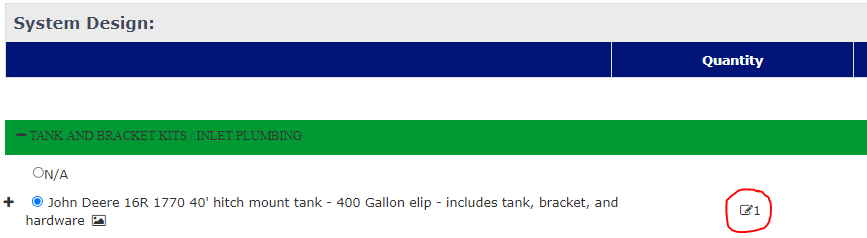 System Design:
Quantity
TANK AND BRACKET KITS / INLET PLUMBING
N/A
John Deere 16R 1770 40' hitch mount tank - 400 Gallon elip - includes tank, bracket, and
hardware
1